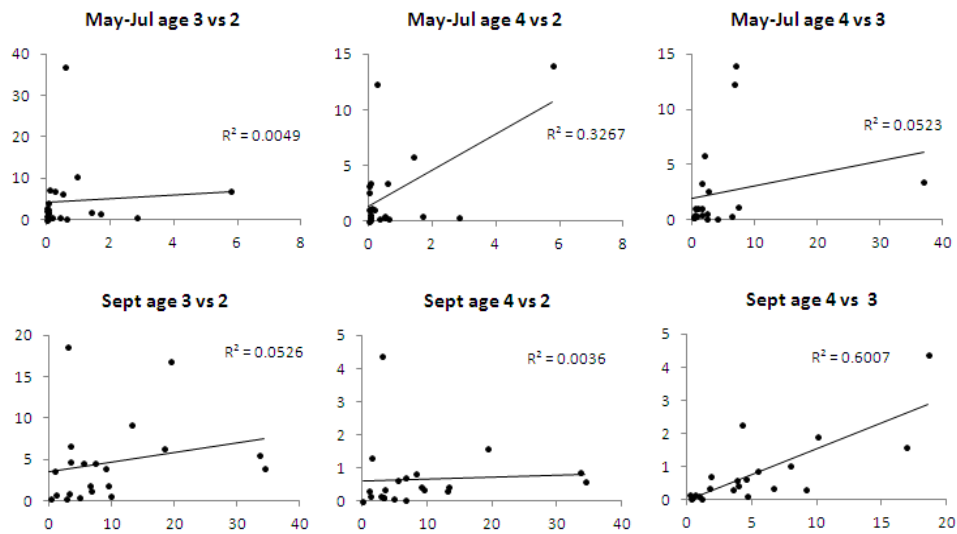 May-Jul age 3 vs 2
May-Jul age 4 vs 2
May-Jul age 4 vs 3
40
30
20
10
0
0 2 4 6 8
R² = 0.0049
15
10
5
0
0 2 4 6 8
R² = 0.3267
15
10
5
0
0 10 20 30 40
R² = 0.0523
Sept age 3 vs 2
Sept age 4 vs 2
Sept age 4 vs 3
20
15
10
5
0
0 10 20 30 40
R² = 0.0526
5
4
3
2
1
0
0 10 20 30 40
R² = 0.0036
5
4
3
2
1
0
0 5 10 15 20
R² = 0.6007